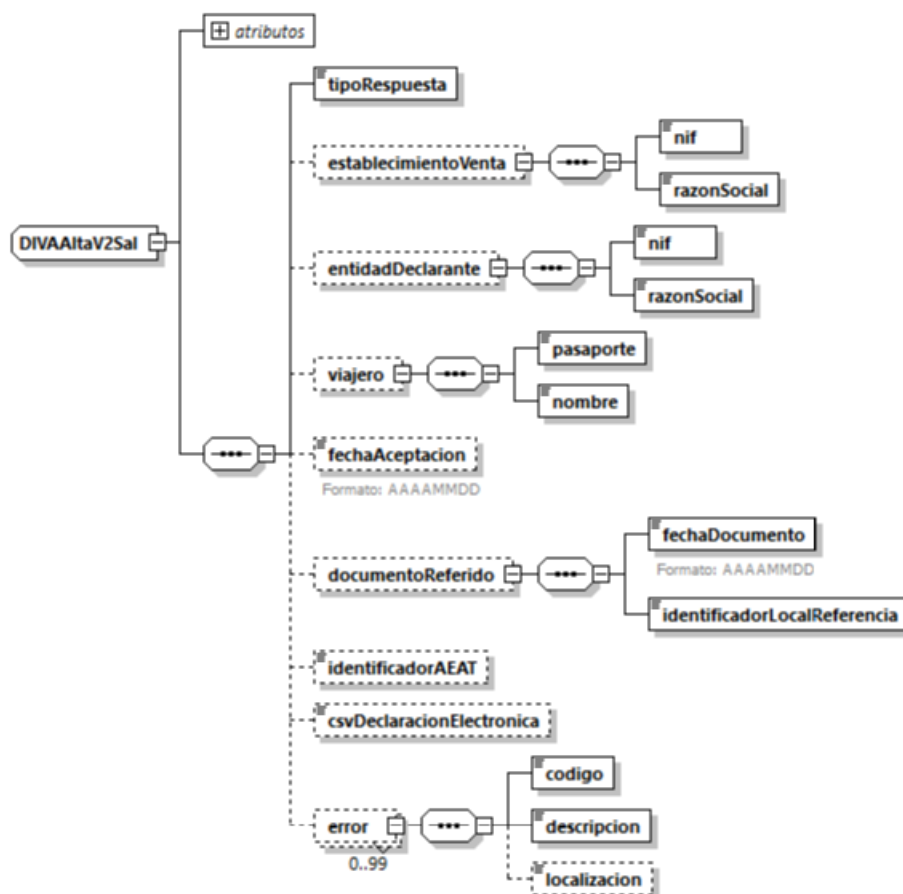 atributos
tipoRespuesta
establecimientoVenta
nif
razonSocial
DIVAAltaV2Sal
entidadDeclarante
nif
razonSocial
viajero
pasaporte
nombre
fechaAceptacion
Formato: AAAAMMDD
documentoReferido
fechaDocumento
Formato: AAAAMMDD
identificadorLocalReferencia
identificadorAEAT
csvDeclaracionElectronica
error
0..99
codigo
descripcion
localizacion